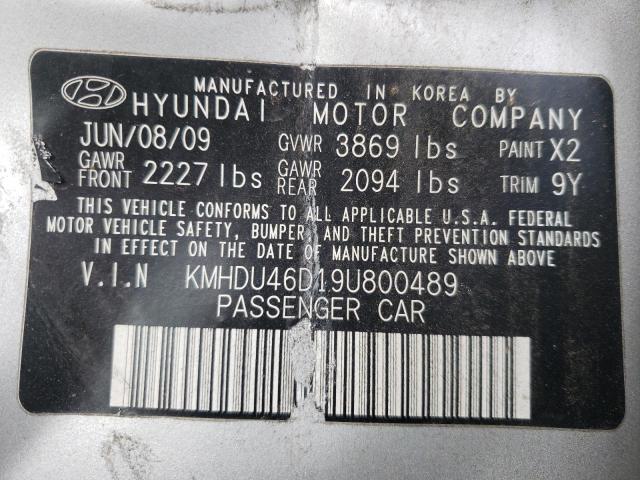 MANUFACTURED IN KOREA BY
HYUNDAI MOTOR COMPANY
JUN/08/09 GVWR 3869 lbs PAINT X2
GAWR FRONT 2227 lbs GAWR REAR 2094 lbs TRIM 9Y
THIS VEHICLE CONFORMS TO ALL APPLICABLE U.S.A. FEDERAL
MOTOR VEHICLE SAFETY, BUMPER, AND THEFT PREVENTION STANDARDS
IN EFFECT ON THE DATE OF MANUFACTURE SHOWN ABOVE.
V.I.N KMHDU46D19U800489
PASSENGER CAR